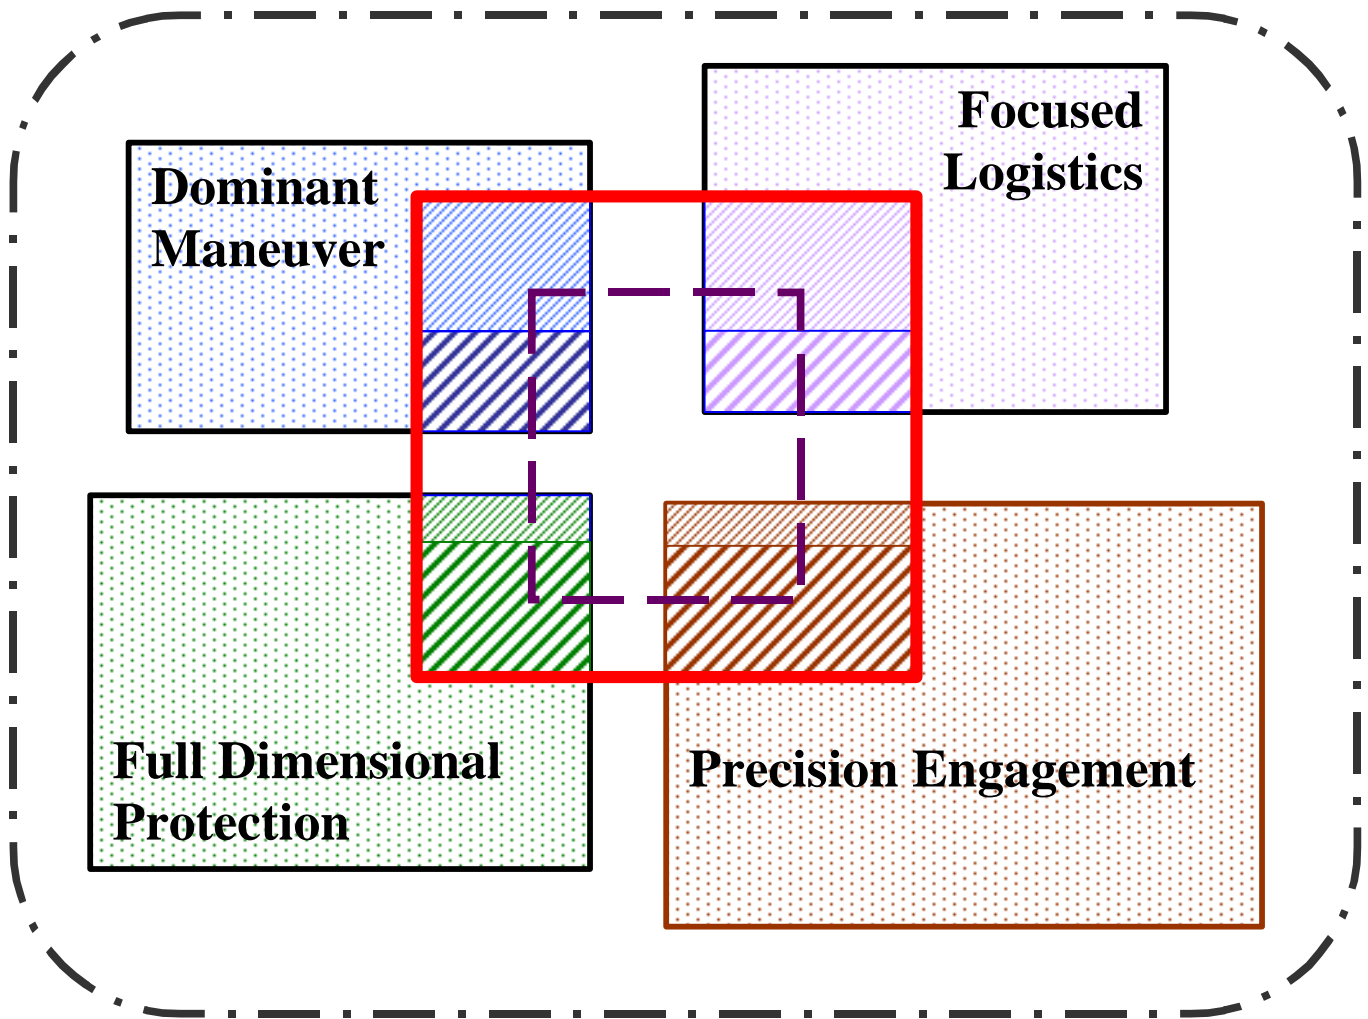 Dominant
Maneuver
Focused
Logistics
Full Dimensional
Protection
Precision Engagement